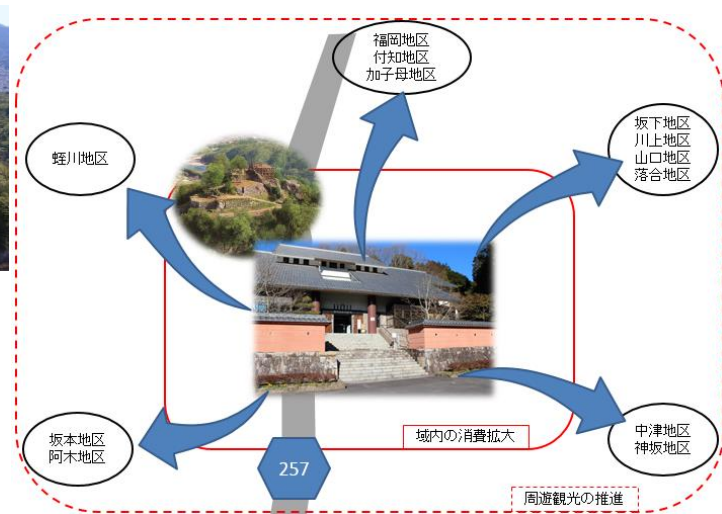 福岡地区
付知地区
加子母地区
坂下地区
川上地区
山口地区
落合地区
蛭川地区
域内の消費拡大
坂本地区
阿木地区
中津地区
神坂地区
257
周遊観光の推進